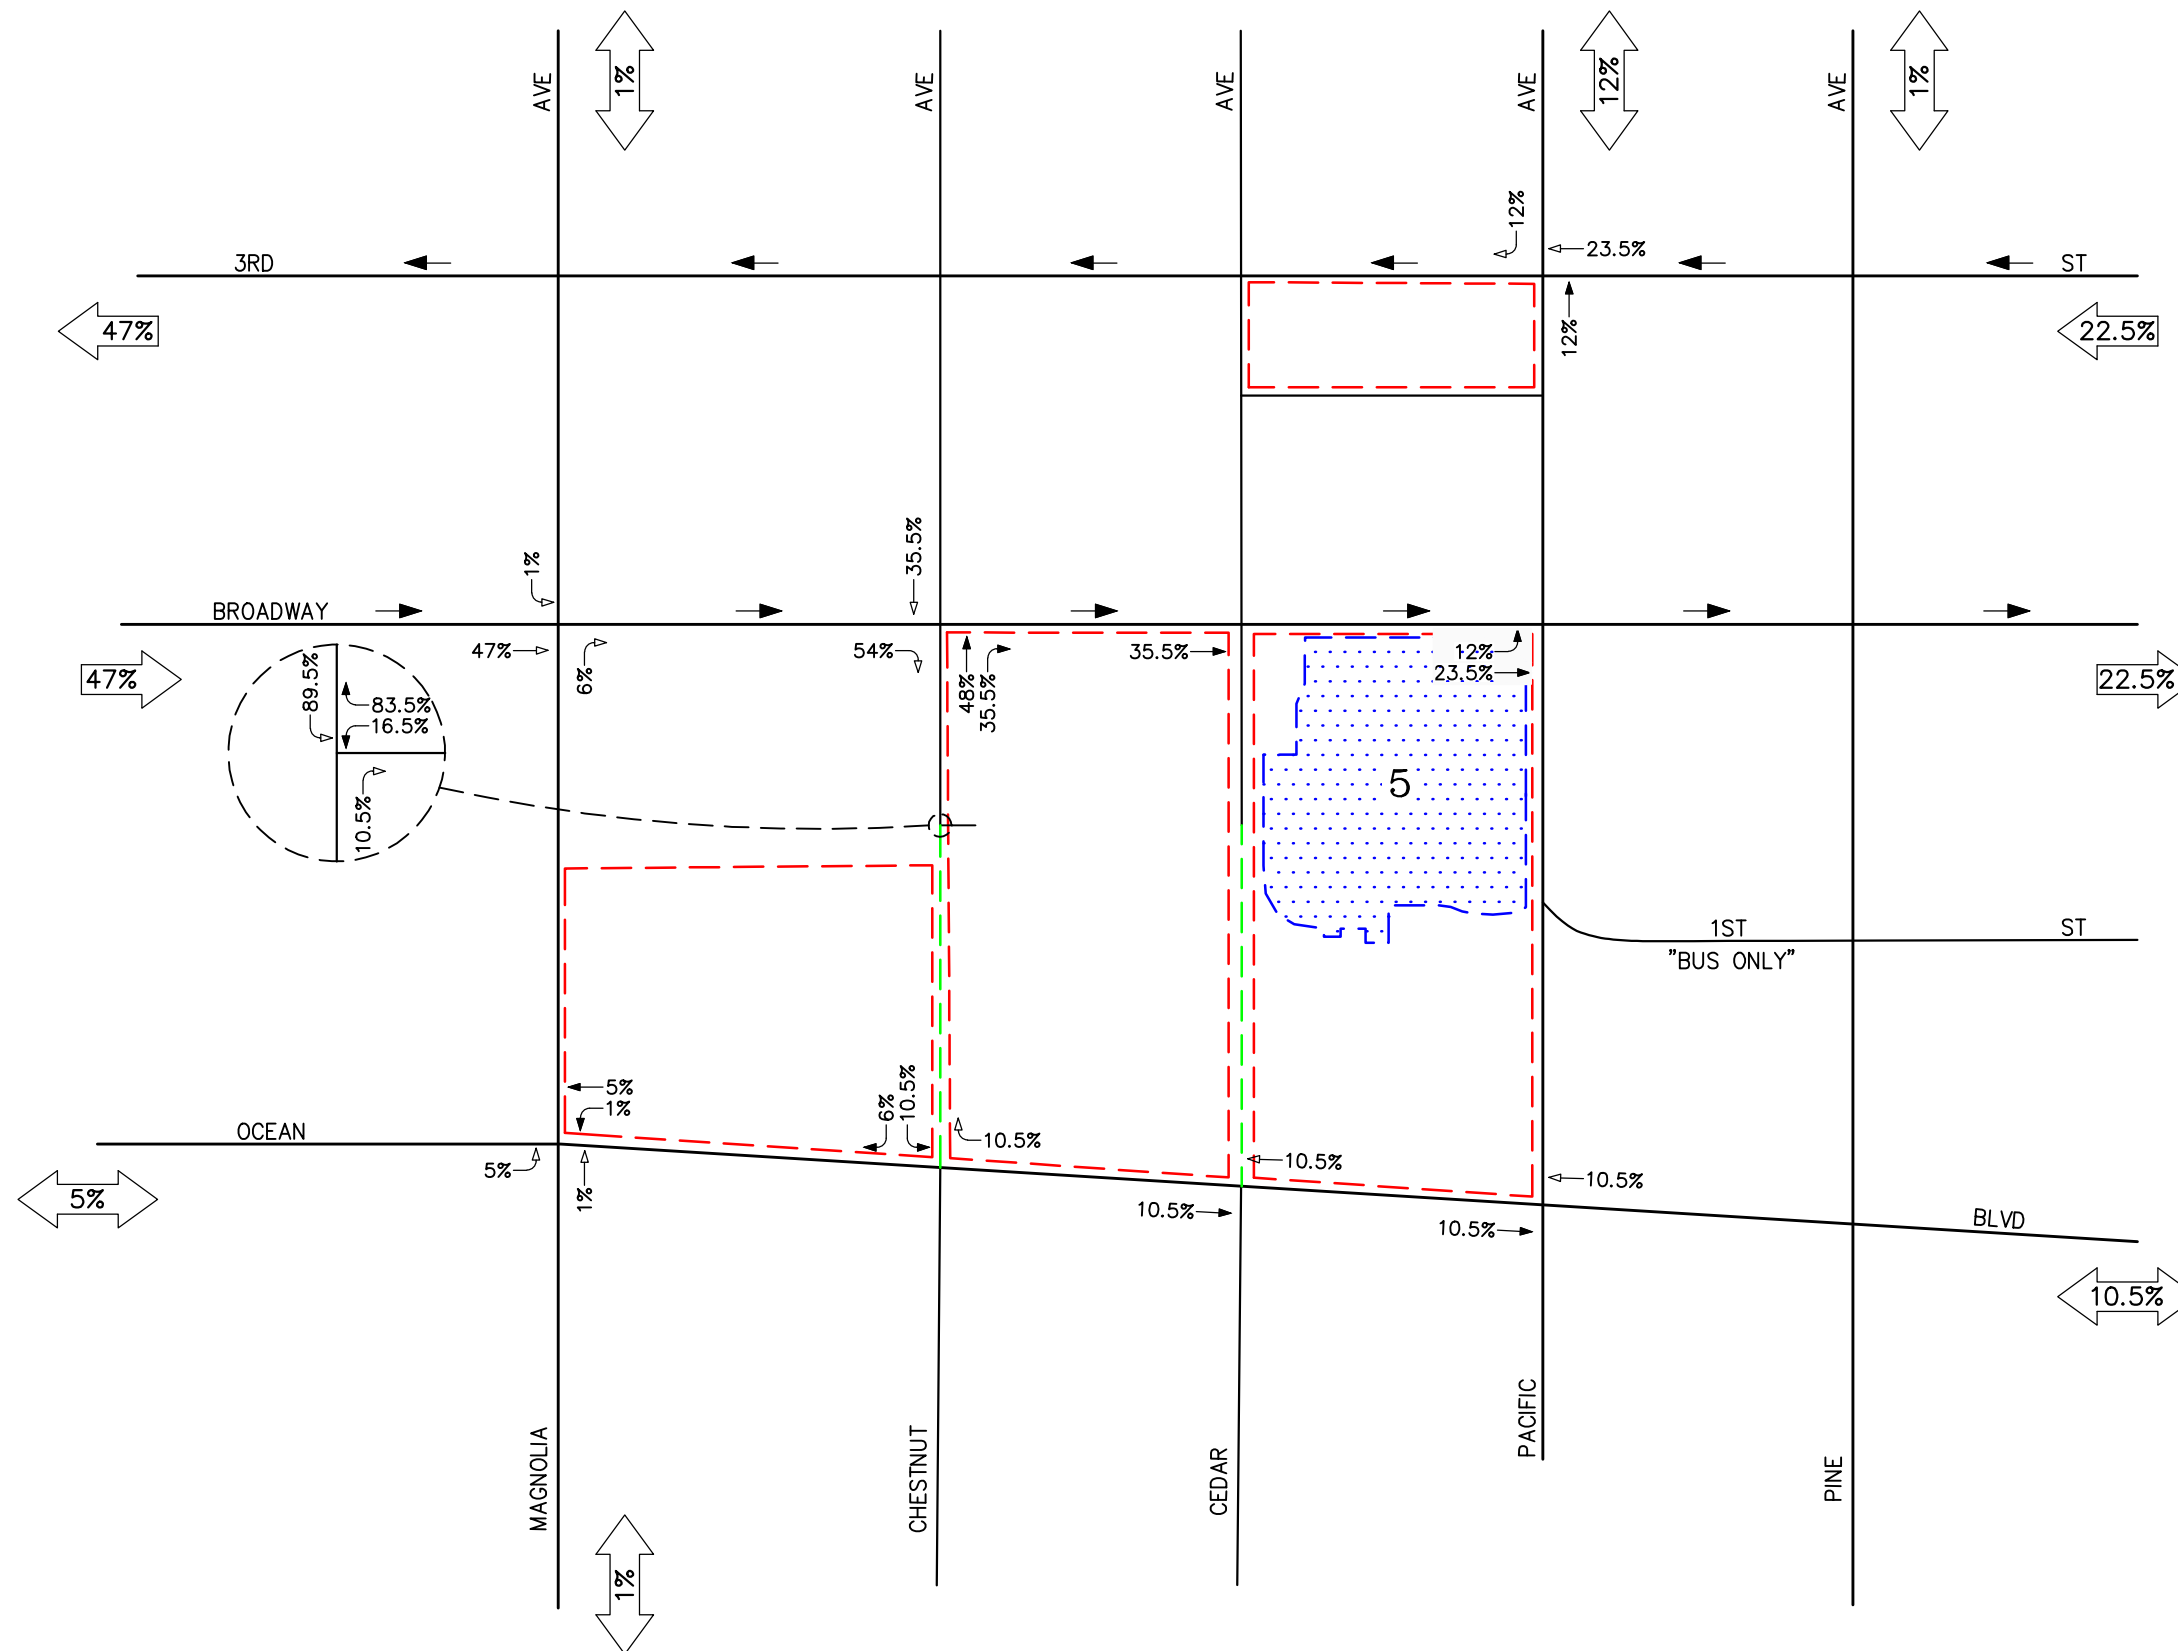 AVE
1%
AVE
AVE
AVE
12%
AVE
1%
12%
23.5%
3RD
ST
47%
12%
22.5%
35.5%
1%
BROADWAY
47%
6%
54%
48%
35.5%
35.5%
12%
23.5%
47%
22.5%
89.5%
83.5%
16.5%
10.5%
5
1ST
ST
"BUS ONLY"
5%
1%
6%
10.5%
OCEAN
10.5%
10.5%
10.5%
5%
1%
5%
10.5%
10.5%
BLVD
10.5%
MAGNOLIA
CHESTNUT
CEDAR
PACIFIC
PINE
1%